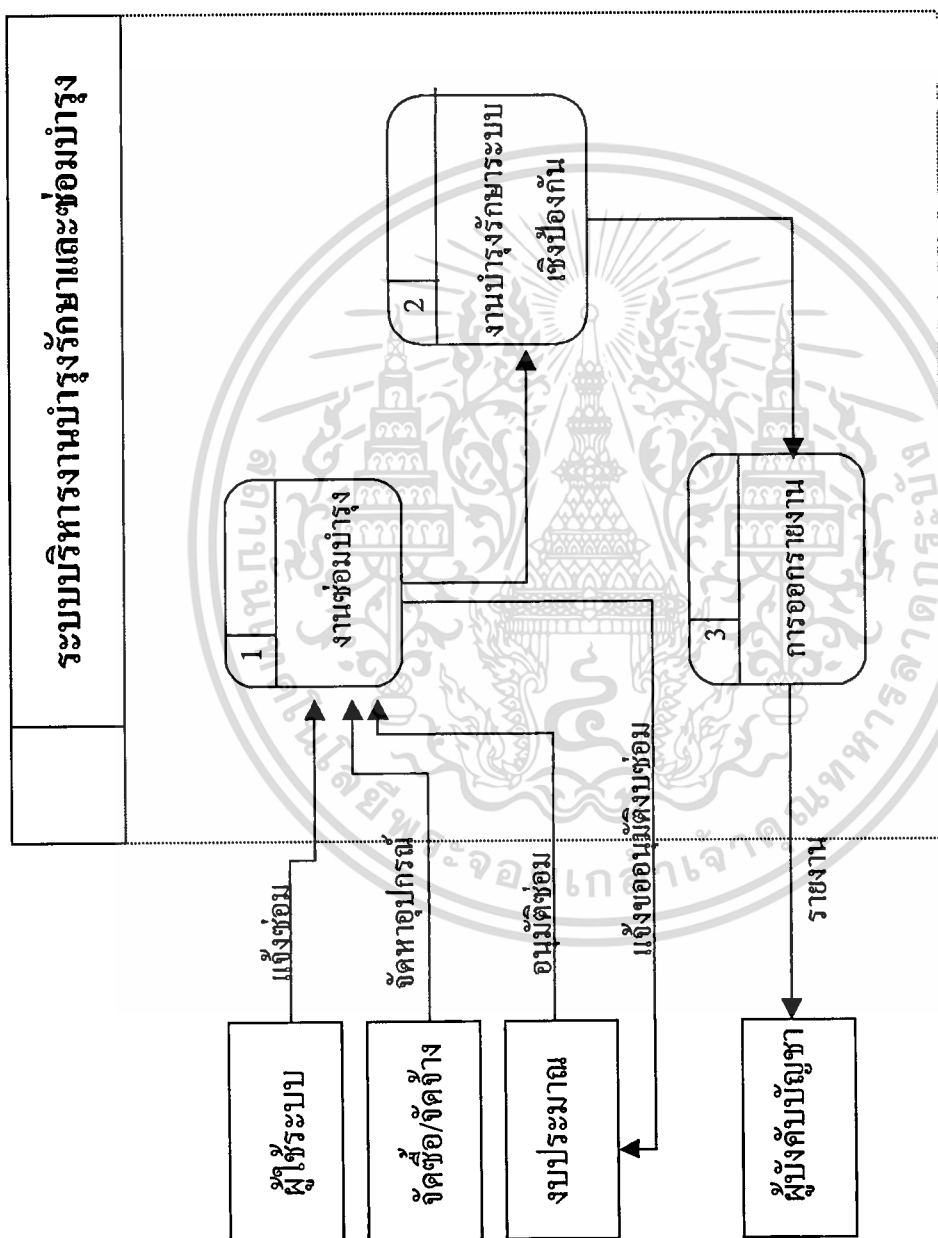 ระบบบริหารงานบำรุงรักษาและซ่อมบำรุง
ผู้ใช้ระบบ
แจ้งซ่อม
1
งานซ่อมบำรุง
2
งานบำรุงรักษาระบบ
เชิงป้องกัน
จัดซื้อ/จัดจ้าง
จัดหาอุปกรณ์
งบประมาณ
อนุมัติซ่อม
แจ้งขออนุมัติงบซ่อม
3
การออกรายงาน
ผู้บังคับบัญชา
รายงาน